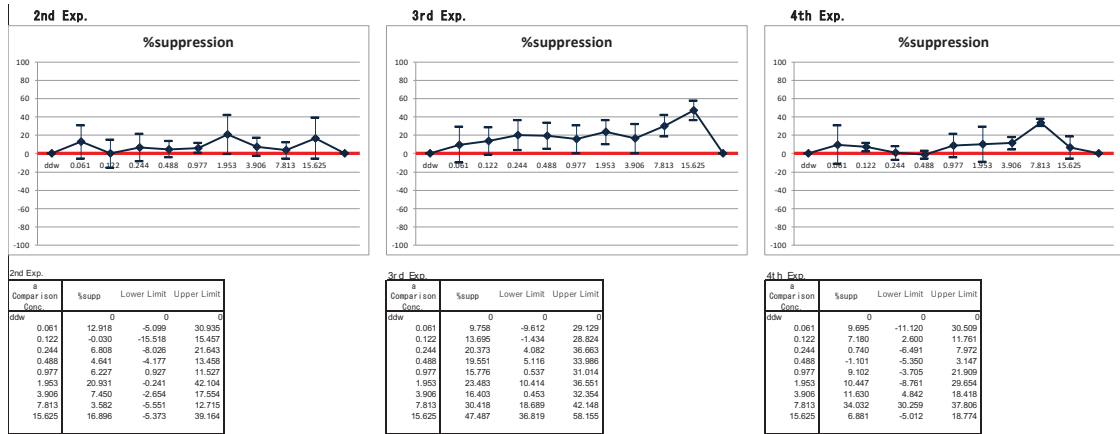 2nd Exp.
%suppression
100
80
60
40
20
0
-20
-40
-60
-80
-100
ddw 0.061 0.122 0.244 0.488 0.977 1.953 3.906 7.813 15.625
3rd Exp.
%suppression
100
80
60
40
20
0
-20
-40
-60
-80
-100
ddw 0.061 0.122 0.244 0.488 0.977 1.953 3.906 7.813 15.625
4th Exp.
%suppression
100
80
60
40
20
0
-20
-40
-60
-80
-100
ddw 0.061 0.122 0.244 0.488 0.977 1.953 3.906 7.813 15.625
2nd Exp.
a
Comparison
Conc.
%supp Lower Limit Upper Limit
ddw 0 0 0
0.061 12.918 -5.099 30.935
0.122 -0.030 -15.518 15.457
0.244 6.808 -8.026 21.643
0.488 4.641 -4.177 13.458
0.977 6.227 0.927 11.527
1.953 20.931 -0.241 42.104
3.906 7.450 -2.654 17.554
7.813 3.582 -5.551 12.715
15.625 16.896 -5.373 39.164
3rd Exp.
a
Comparison
Conc.
%supp Lower Limit Upper Limit
ddw 0 0 0
0.061 9.758 -9.612 29.129
0.122 13.695 -1.434 28.824
0.244 20.373 4.082 36.663
0.488 19.551 5.116 33.986
0.977 15.776 0.537 31.014
1.953 23.483 10.414 36.551
3.906 16.403 0.453 32.354
7.813 30.418 18.689 42.148
15.625 47.487 36.819 58.155
4th Exp.
a
Comparison
Conc.
%supp Lower Limit Upper Limit
ddw 0 0 0
0.061 9.695 -11.120 30.509
0.122 7.180 2.600 11.761
0.244 0.740 -6.491 7.972
0.488 -1.101 -5.350 3.147
0.977 9.102 -3.705 21.909
1.953 10.447 -8.761 29.654
3.906 11.630 4.842 18.418
7.813 34.032 30.259 37.806
15.625 6.881 -5.012 18.774